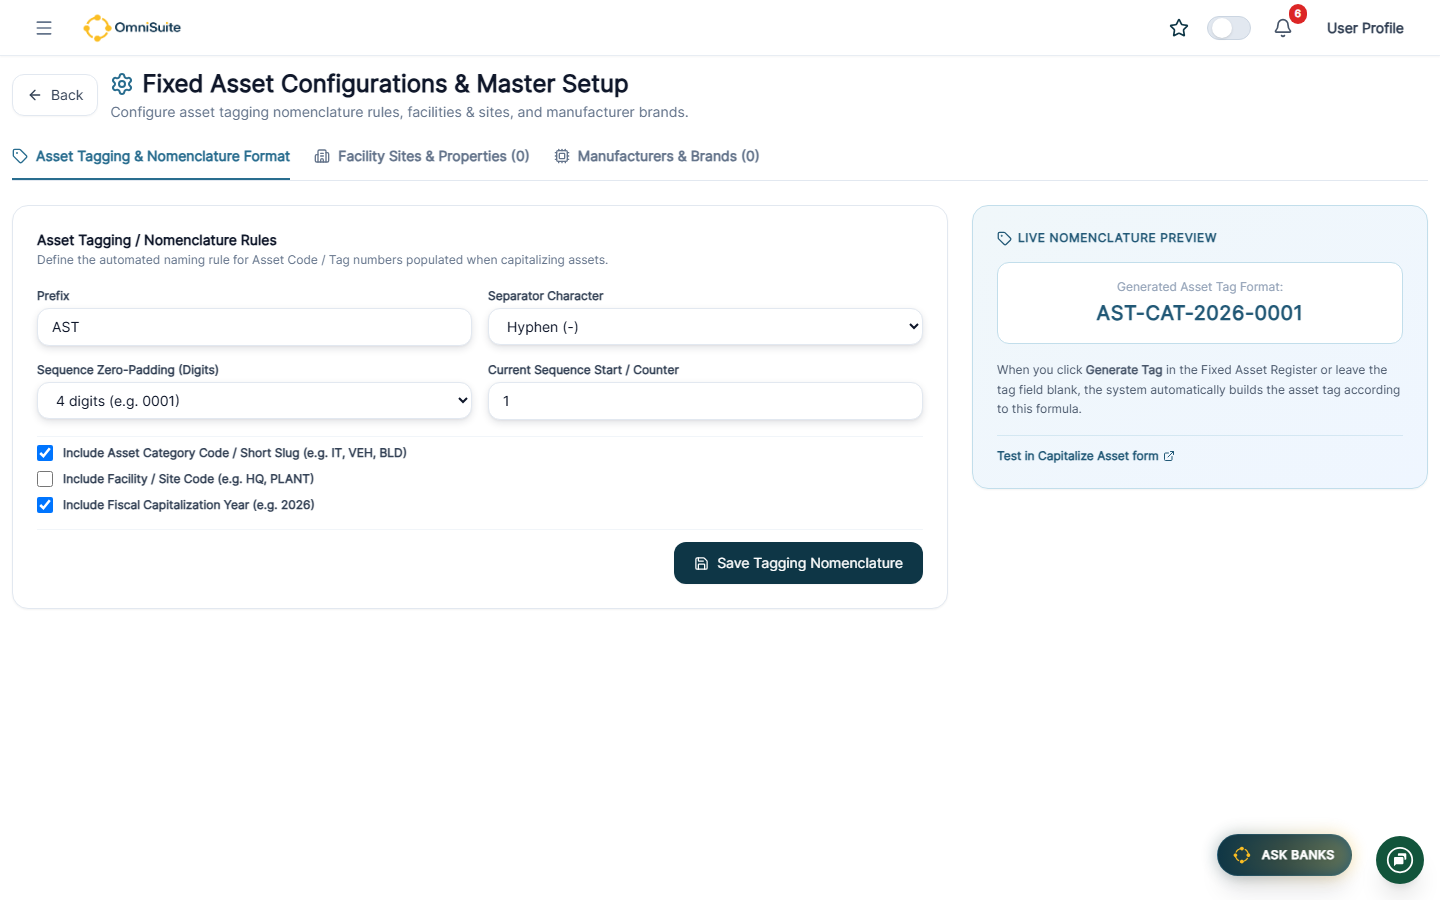 OmniSuite
6
User Profile
Back
Fixed Asset Configurations & Master Setup
Configure asset tagging nomenclature rules, facilities & sites, and manufacturer brands.
Asset Tagging & Nomenclature Format
Facility Sites & Properties (0)
Manufacturers & Brands (0)
Asset Tagging / Nomenclature Rules
Define the automated naming rule for Asset Code / Tag numbers populated when capitalizing assets.
Prefix
Separator Character
AST
Hyphen (-)
Sequence Zero-Padding (Digits)
Current Sequence Start / Counter
4 digits (e.g. 0001)
1
Include Asset Category Code / Short Slug (e.g. IT, VEH, BLD)
Include Facility / Site Code (e.g. HQ, PLANT)
Include Fiscal Capitalization Year (e.g. 2026)
Save Tagging Nomenclature
LIVE NOMENCLATURE PREVIEW
Generated Asset Tag Format:
AST-CAT-2026-0001
When you click Generate Tag in the Fixed Asset Register or leave the
tag field blank, the system automatically builds the asset tag according
to this formula.
Test in Capitalize Asset form
ASK BANKS